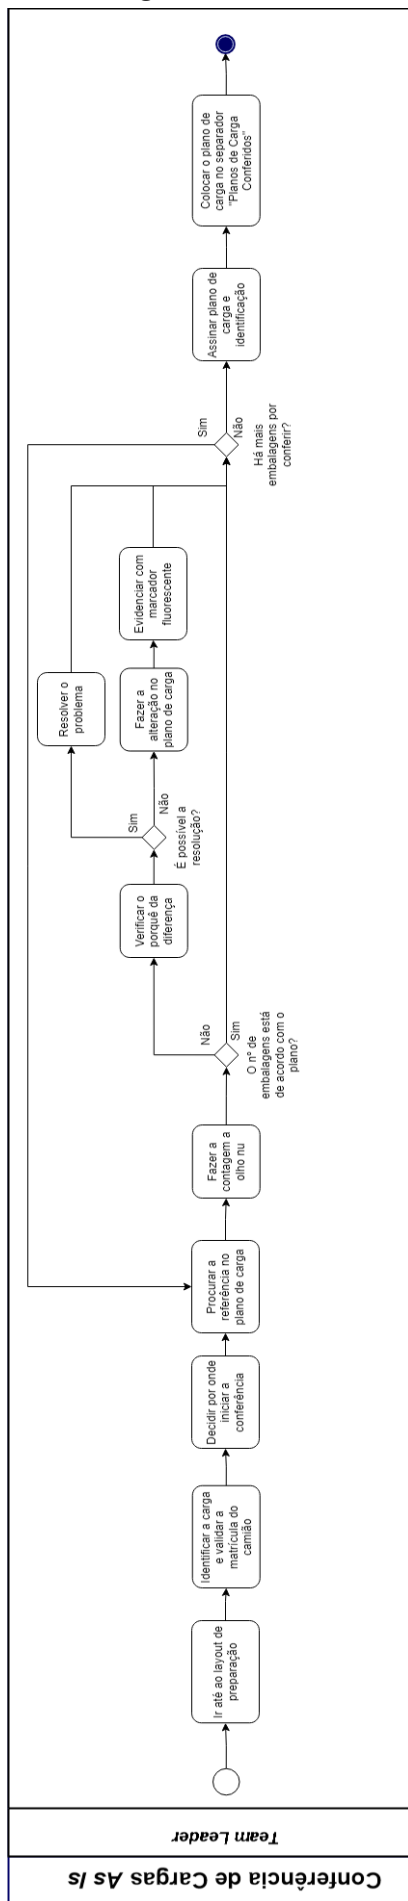 Conferência de Cargas As Is
Team Leader
Ir até ao layout de
preparação
Identificar a carga
e validar a
matrícula do
camião
Decidir por onde
iniciar a
conferência
Procurar a
referência no
plano de carga
Fazer a
contagem a
olho nu
O nº de
embalagens está
de acordo com o
plano?
Não
Sim
Verificar o
porquê da
diferença
É possível a
resolução?
Sim
Não
Resolver o
problema
Fazer a
alteração no
plano de carga
Evidenciar com
marcador
fluorescente
Há mais
embalagens por
conferir?
Sim
Não
Assinar plano de
carga e
identificação
Colocar o plano de
carga no separador
"Planos de Carga
Conferidos"